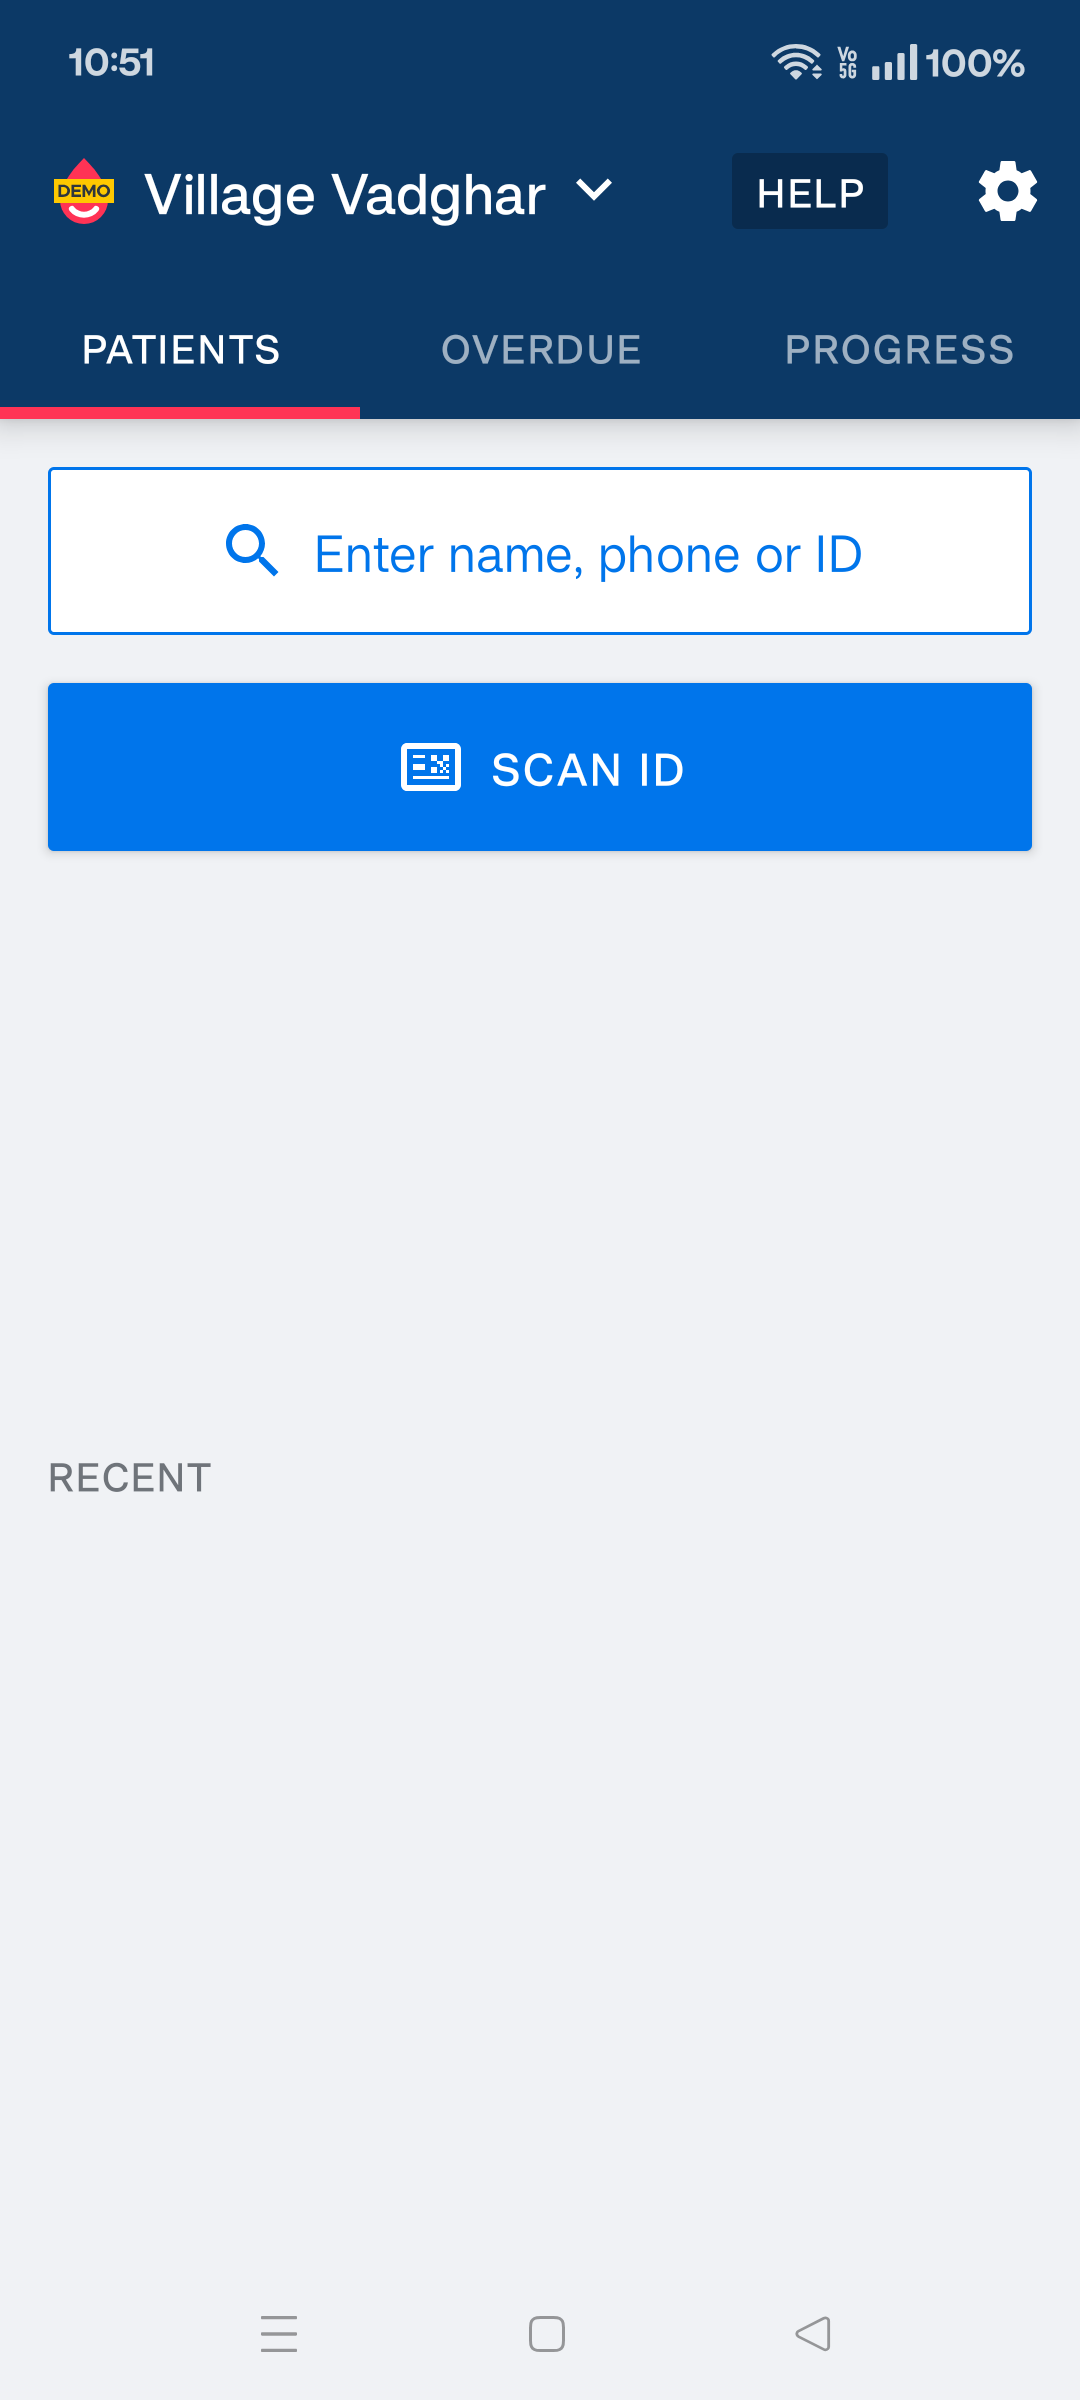 10:51
Vo 5G 100%
DEMO Village Vadghar HELP
PATIENTS OVERDUE PROGRESS
Enter name, phone or ID
SCAN ID
RECENT